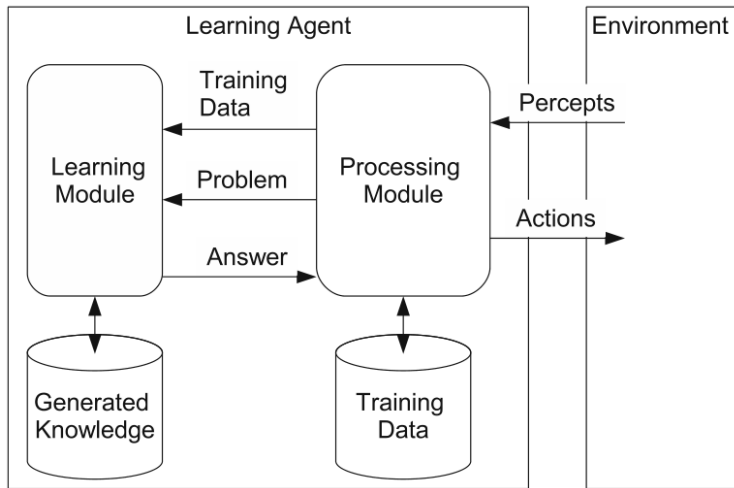 Learning Agent
Environment
Training
Data
Percepts
Learning
Module
Problem
Processing
Module
Actions
Answer
Generated
Knowledge
Training
Data